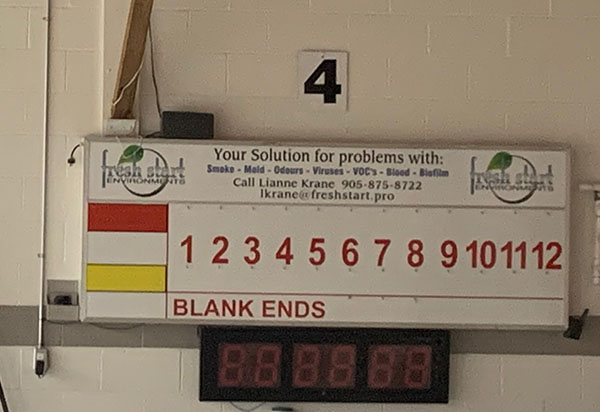 4
fresh start
ENVIRONMENTS
Your Solution for problems with:
Smoke - Mold - Odours - Viruses - VOC's - Blood - Biofilm
Call Lianne Krane 905-875-8722
lkrane@freshstart.pro
fresh start
ENVIRONMENTS
1 2 3 4 5 6 7 8 9 10 11 12
BLANK ENDS